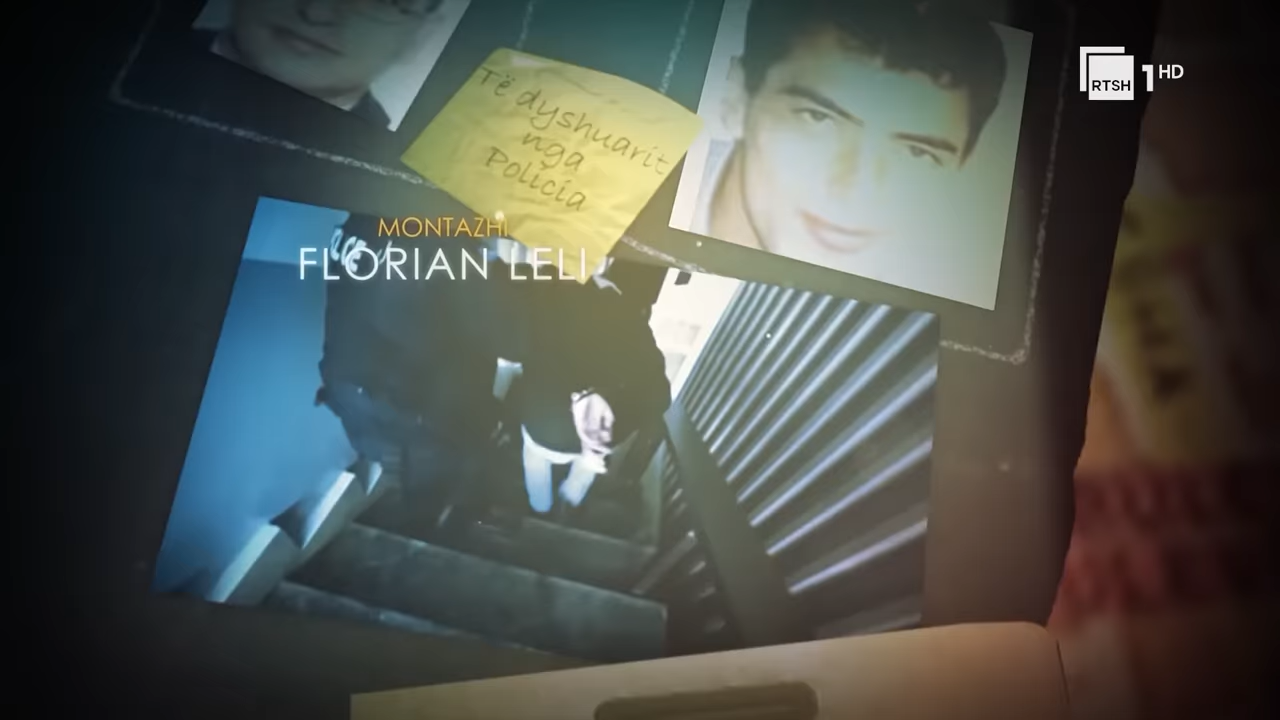 Të dyshuarit
nga
Policia
MONTAZHI
FLORIAN LELI
RTSH 1 HD